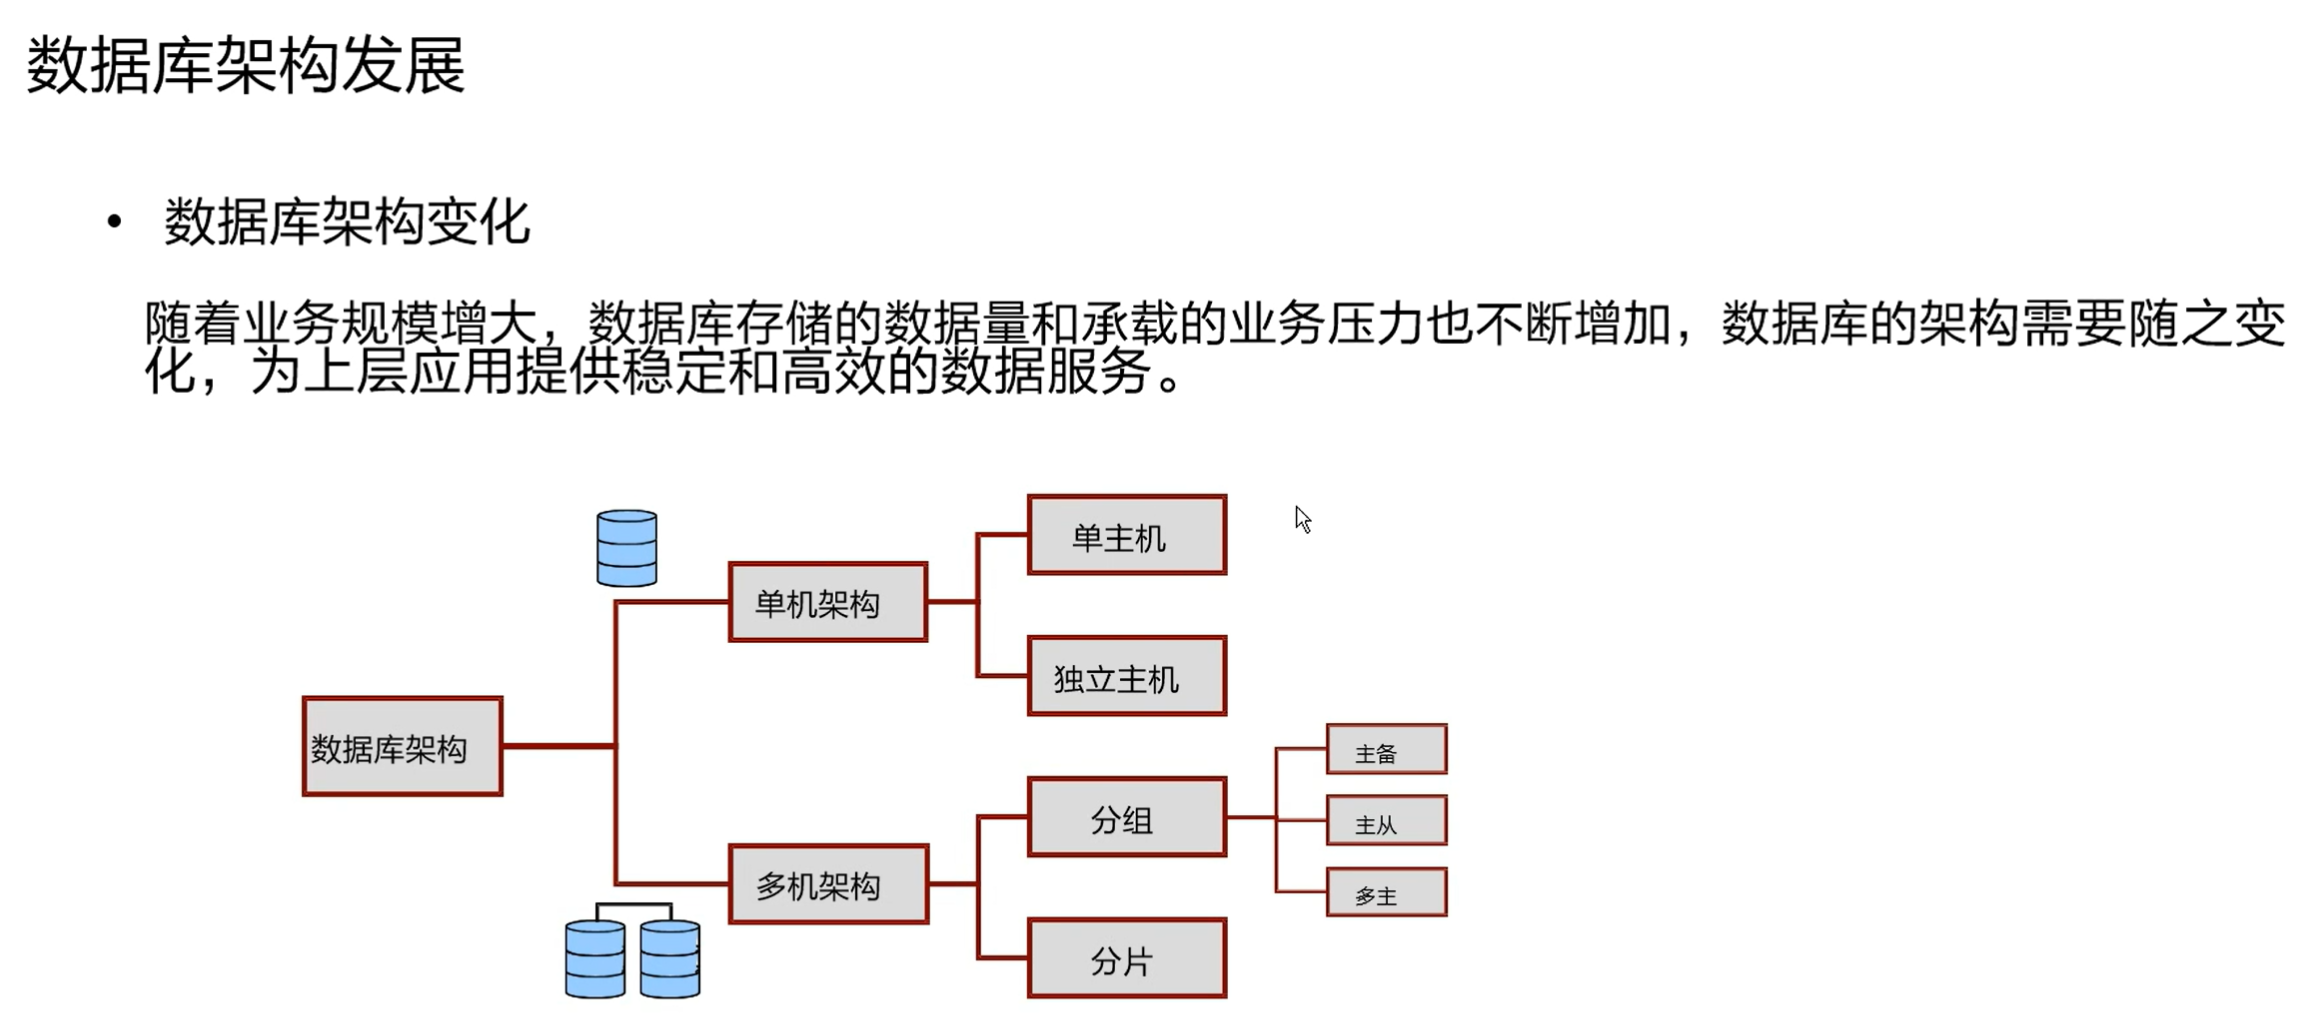 数据库架构发展
• 数据库架构变化
随着业务规模增大，数据库存储的数据量和承载的业务压力也不断增加，数据库的架构需要随之变
化，为上层应用提供稳定和高效的数据服务。
单主机
单机架构
独立主机
数据库架构
主备
分组
主从
多机架构
多主
分片